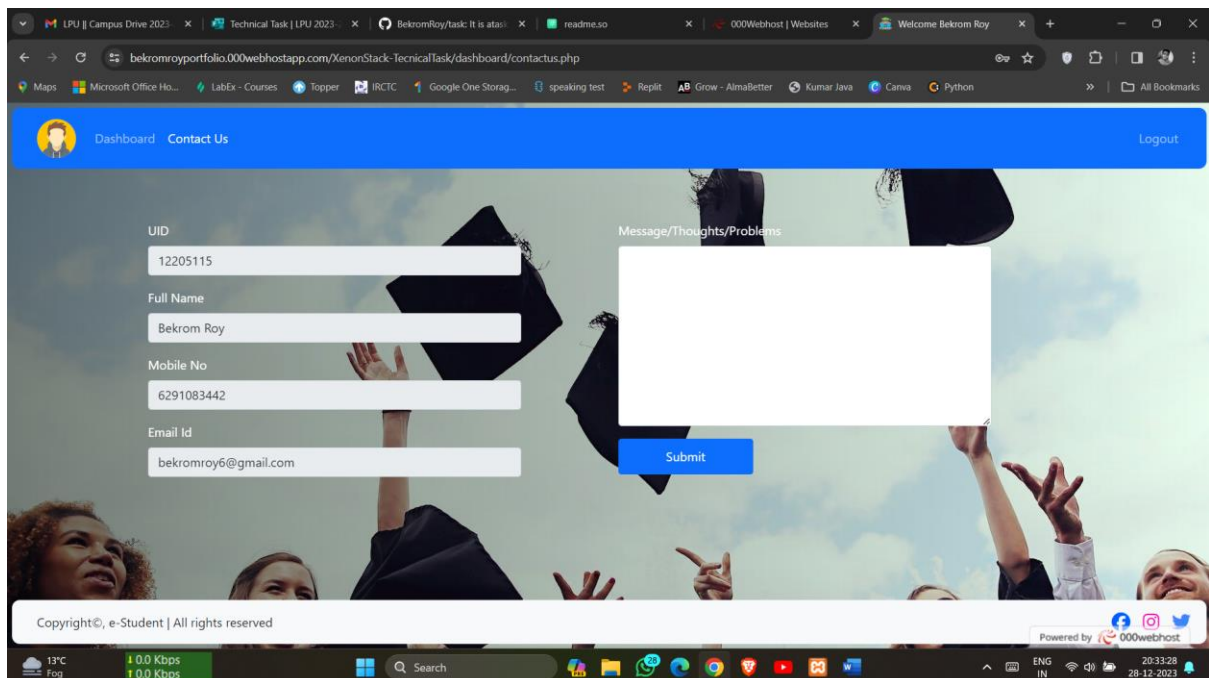 LPU || Campus Drive 2023-
Technical Task | LPU 2023-2
BekromRoy/task: It is atask
readme.so
000Webhost | Websites
Welcome Bekrom Roy
bekromroyportfolio.000webhostapp.com/XenonStack-TecnicalTask/dashboard/contactus.php
Maps
Microsoft Office Ho...
LabEx - Courses
Topper
IRCTC
Google One Storag...
speaking test
Replit
AB Grow - AlmaBetter
Kumar Java
Canva
Python
»
All Bookmarks
Dashboard Contact Us Logout
UID
12205115
Full Name
Bekrom Roy
Mobile No
6291083442
Email Id
bekromroy6@gmail.com
Message/Thoughts/Problems
Submit
Copyright©, e-Student | All rights reserved
Powered by 000webhost
13°C
Fog
0.0 Kbps
0.0 Kbps
Search
28
ENG
IN
20:33:28
28-12-2023